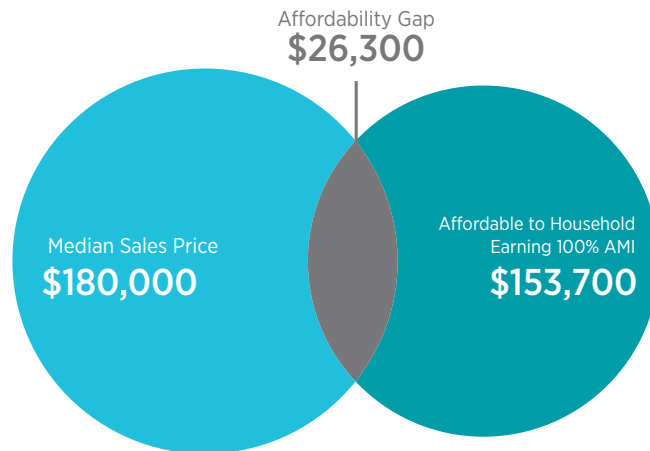 Affordability Gap
$26,300
Median Sales Price
$180,000
Affordable to Household
Earning 100% AMI
$153,700